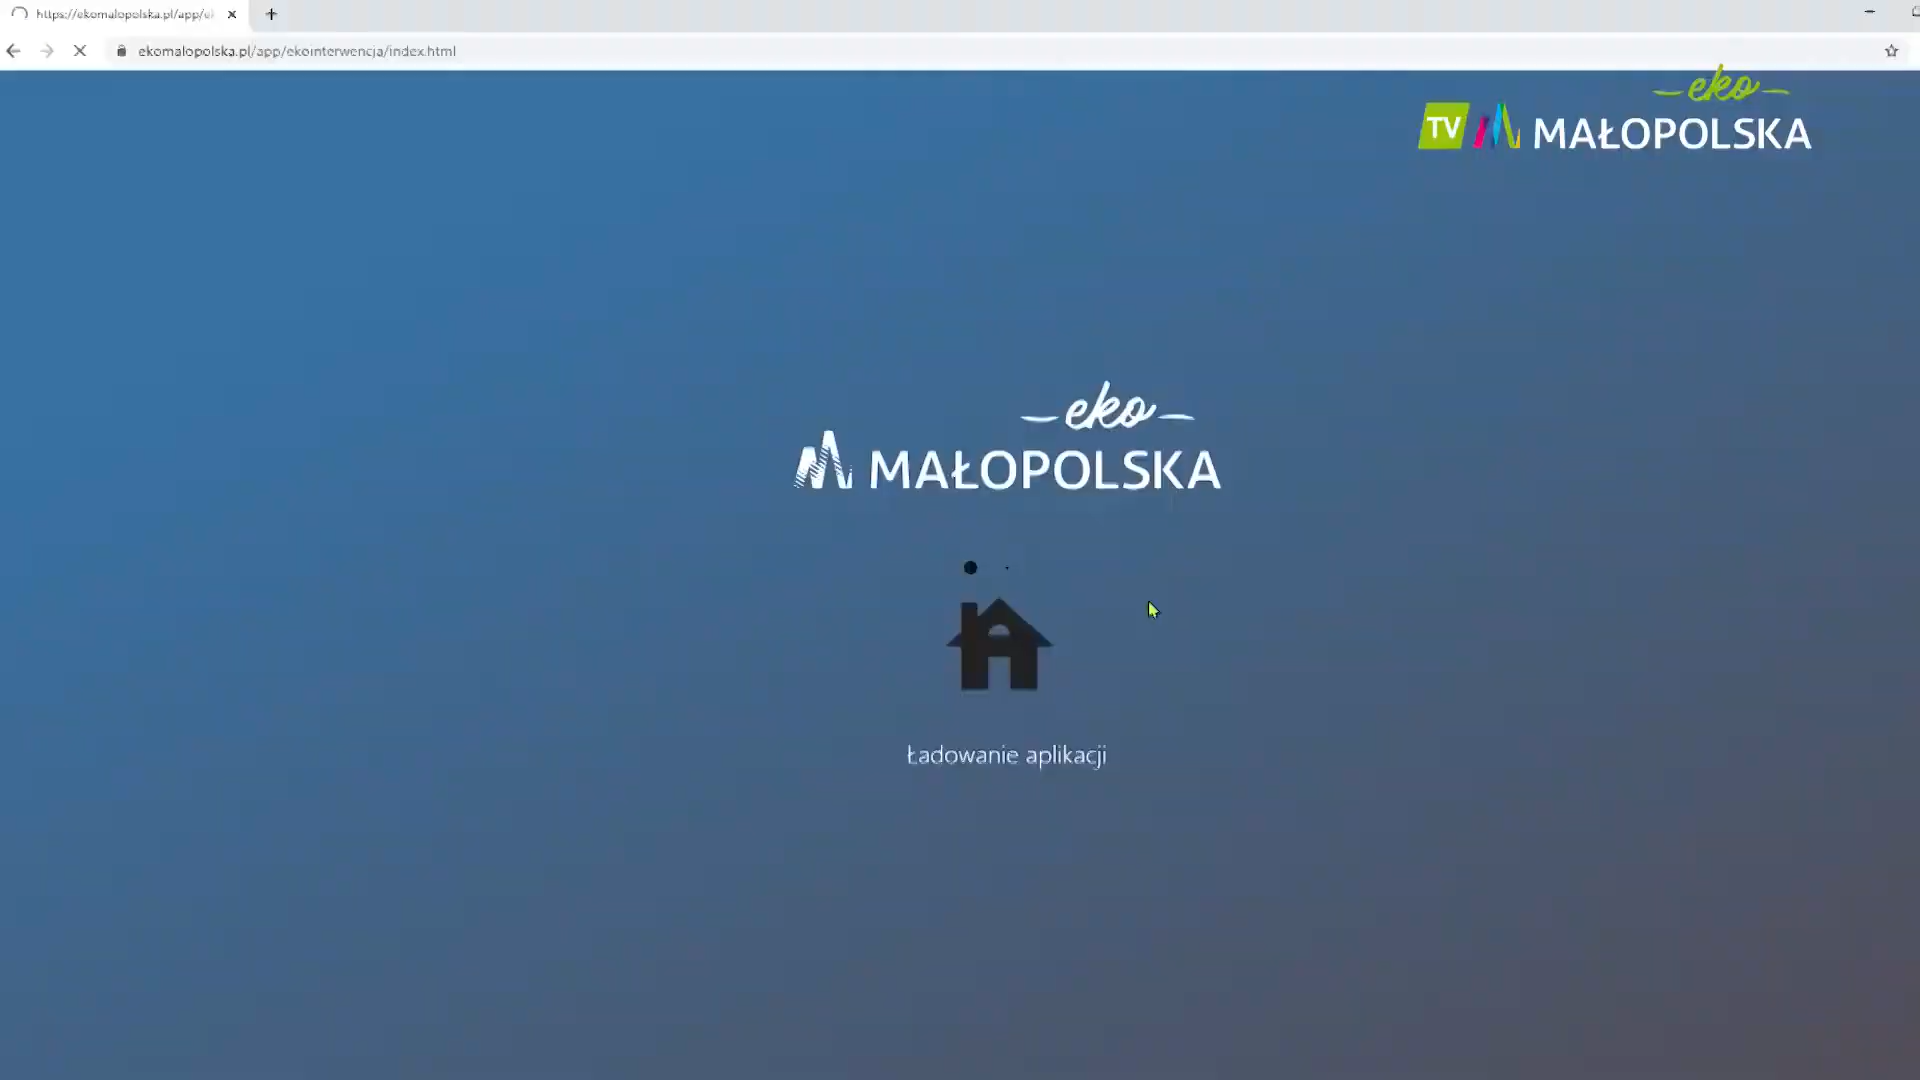 https://ekomalopolska.pl/app/e
ekomalopolska.pl/app/ekointerwencja/index.html
eko
TV MAŁOPOLSKA
eko
MAŁOPOLSKA
Ładowanie aplikacji